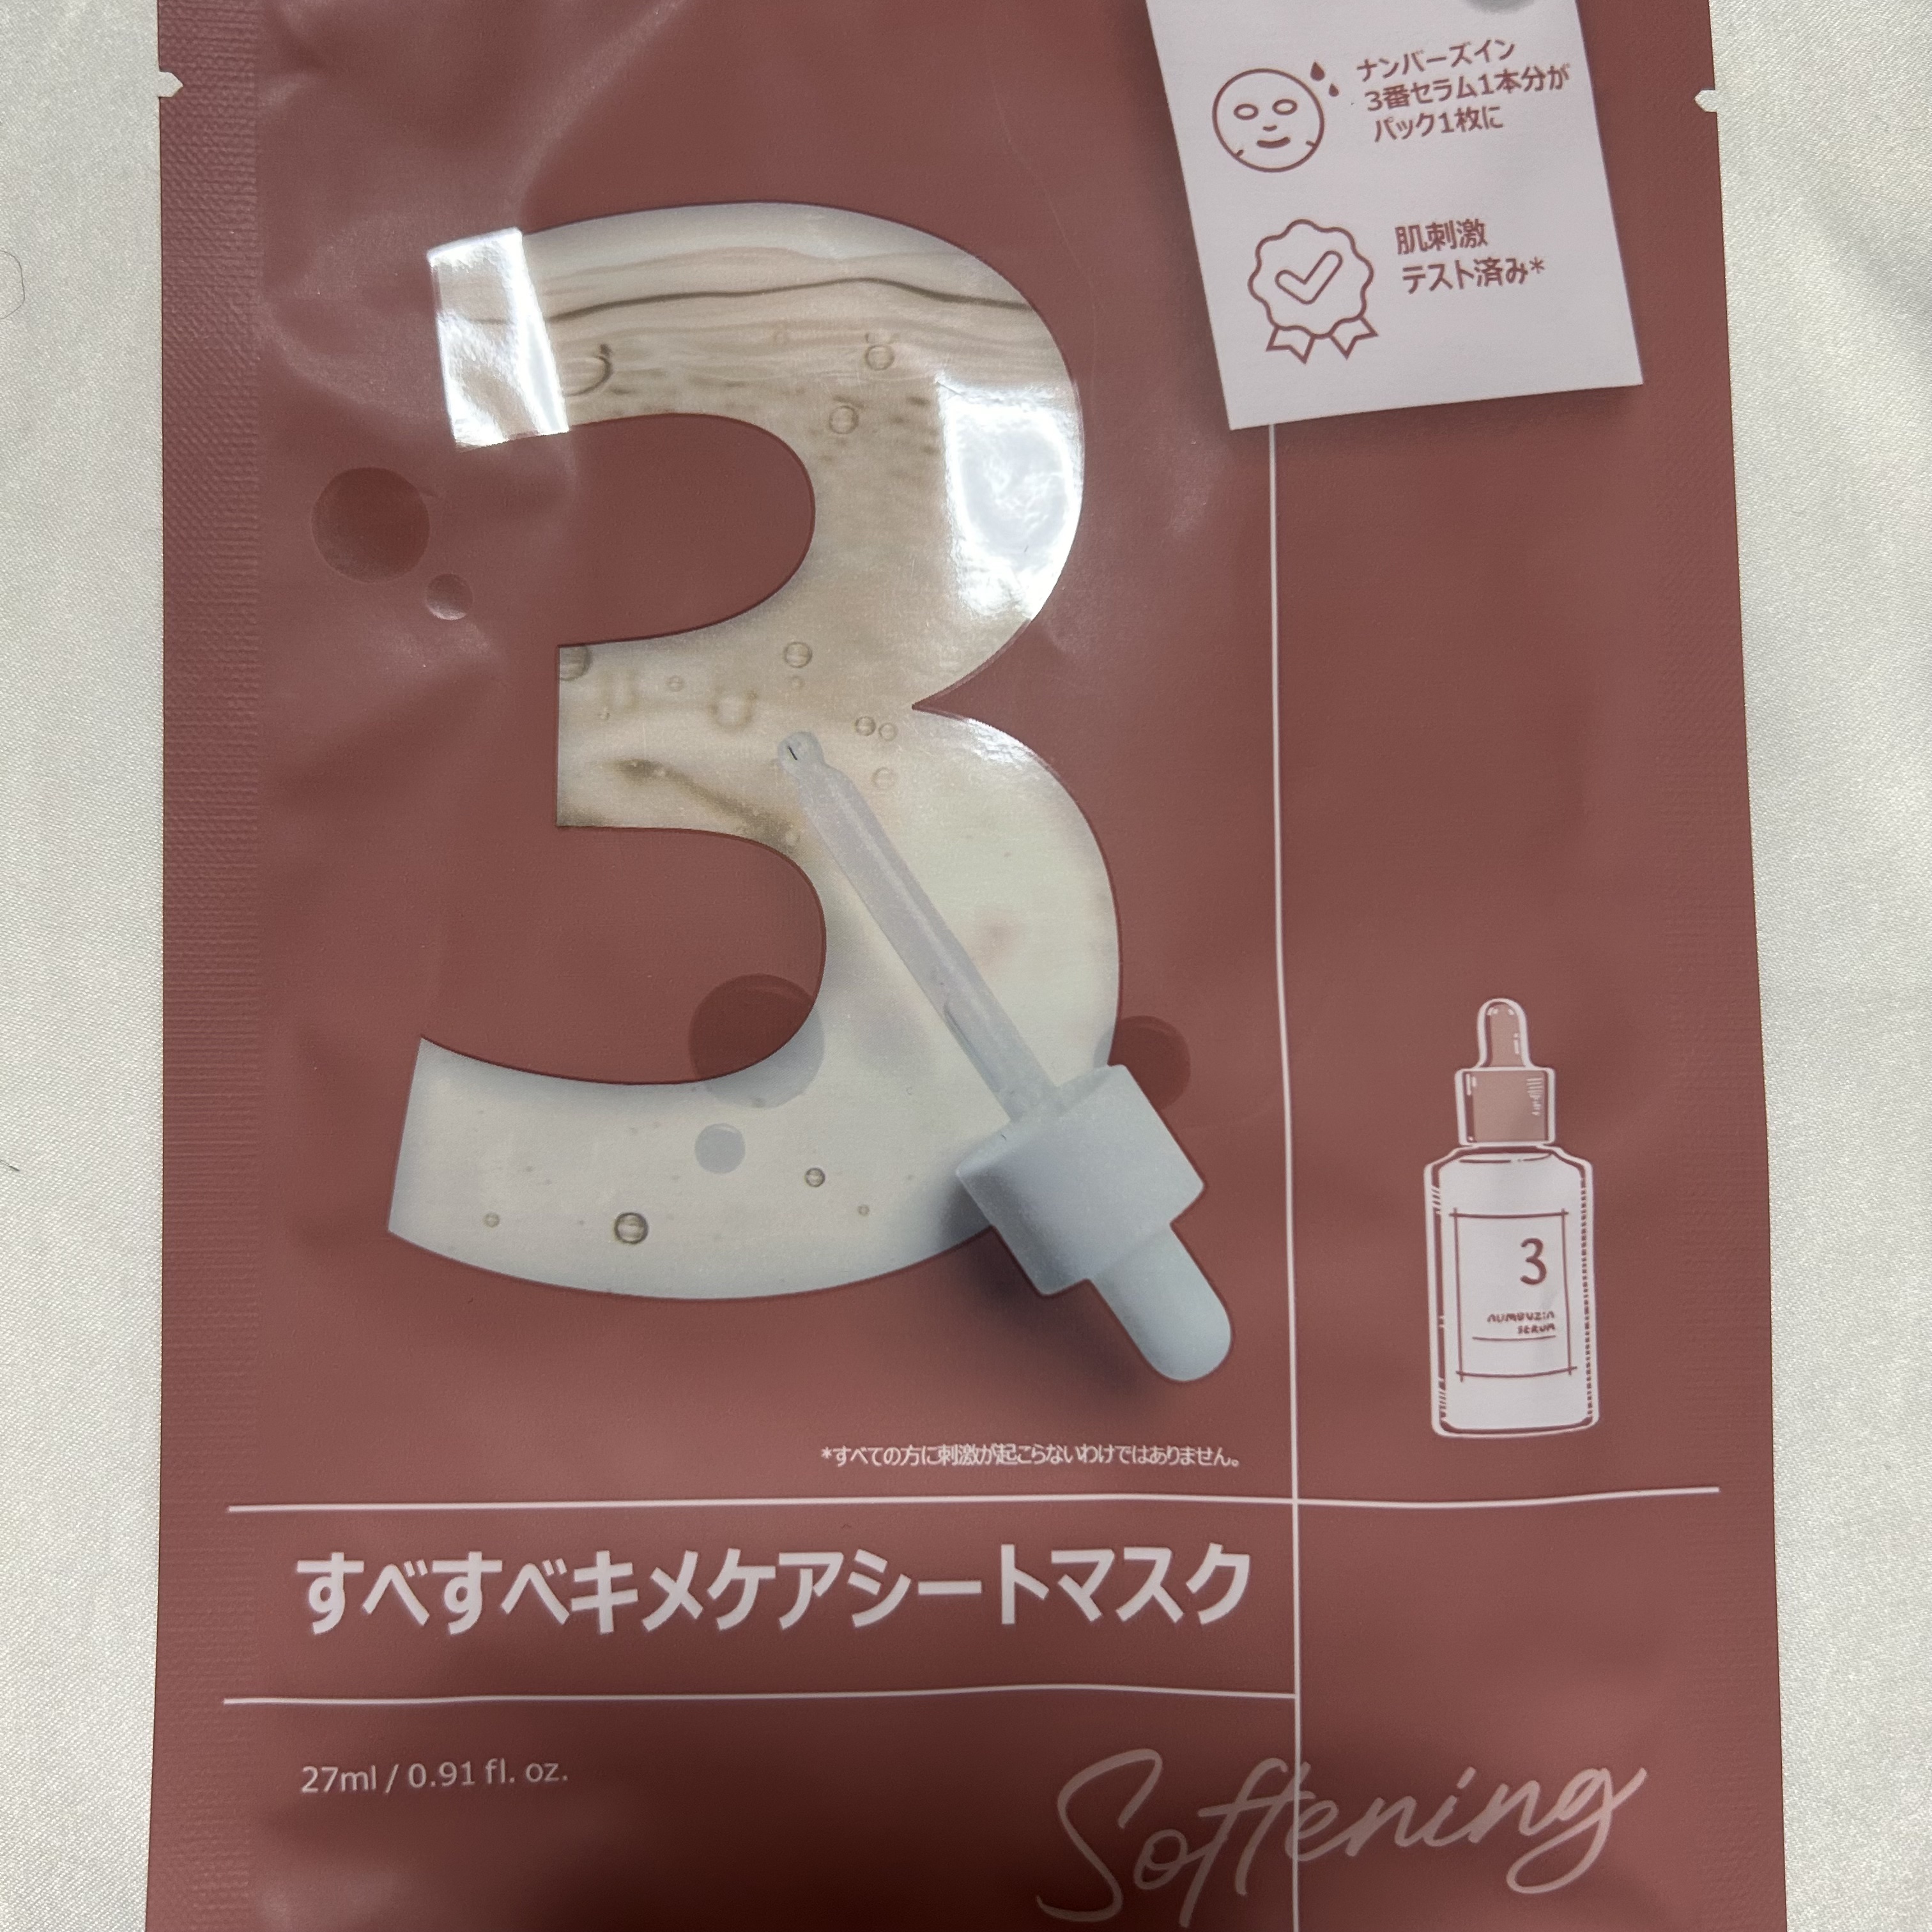 ナンバーズイン
3番セラム1本分が
パック1枚に
肌刺激
テスト済み*
3
3
numbuzin
SERUM
*すべての方に刺激が起こらないわけではありません。
すべすべキメケアシートマスク
27ml / 0.91 fl. oz.
Softening